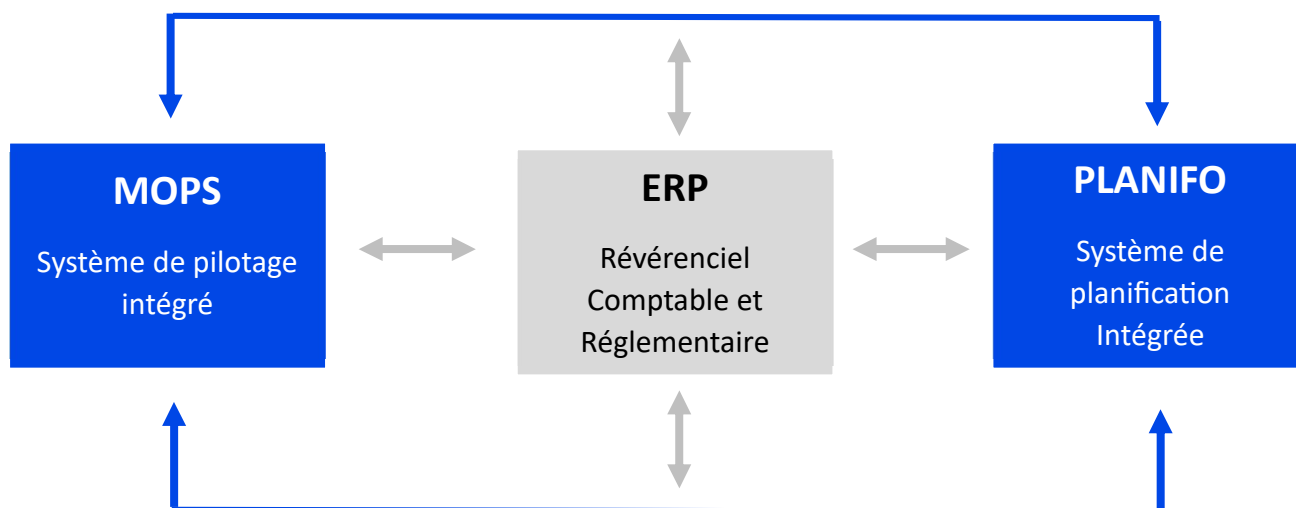 MOPS
Système de pilotage
intégré
ERP
Révérenciel
Comptable et
Réglementaire
PLANIFO
Système de
planification
Intégrée